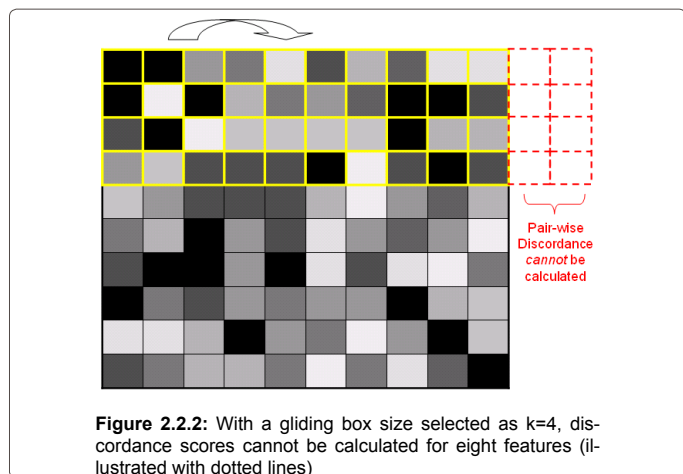 Pair-wise
Discordance
cannot be
calculated
Figure 2.2.2: With a gliding box size selected as k=4, dis-
cordance scores cannot be calculated for eight features (il-
lustrated with dotted lines)